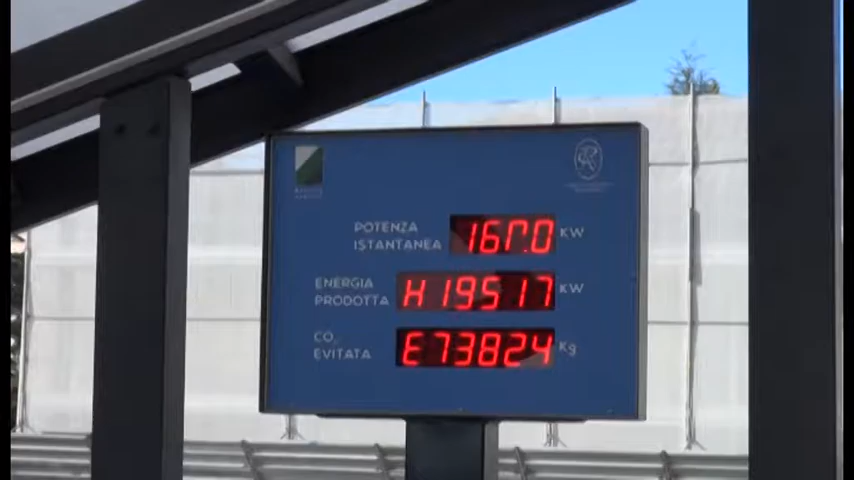 POTENZA
ISTANTANEA 167.0 KW
ENERGIA
PRODOTTA H19517 KW
CO2
EVITATA E73824 Kg